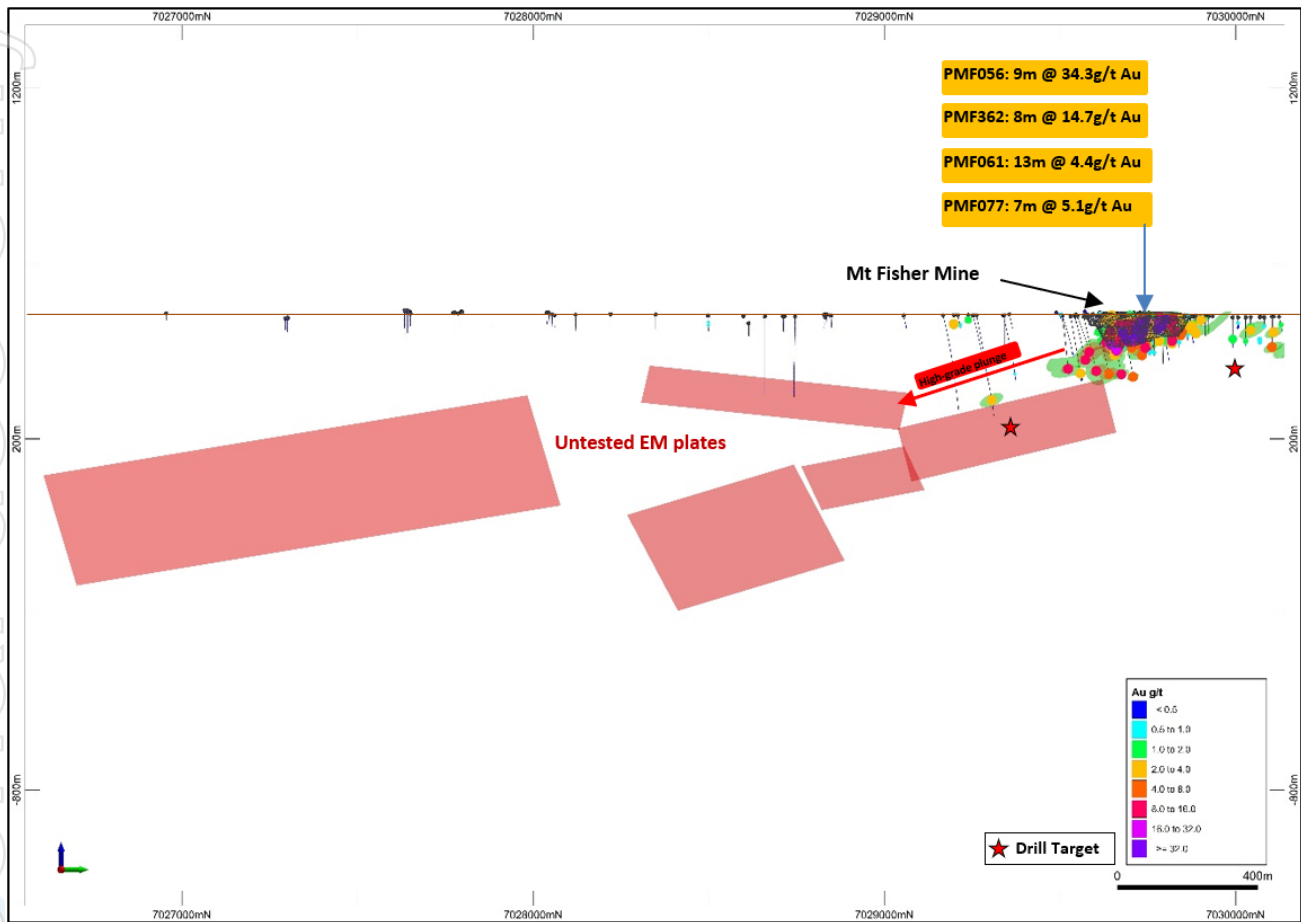 7027000mN 7028000mN 7029000mN 7030000mN
1200m 1200m
PMF056: 9m @ 34.3g/t Au
PMF362: 8m @ 14.7g/t Au
PMF061: 13m @ 4.4g/t Au
PMF077: 7m @ 5.1g/t Au
Mt Fisher Mine
High-grade plunge
200m 200m
Untested EM plates
Au g/t
< 0.5
0.5 to 1.0
1.0 to 2.0
2.0 to 4.0
4.0 to 8.0
8.0 to 16.0
16.0 to 32.0
>= 32.0
-800m -800m
Drill Target
0 400m
7027000mN 7028000mN 7029000mN 7030000mN